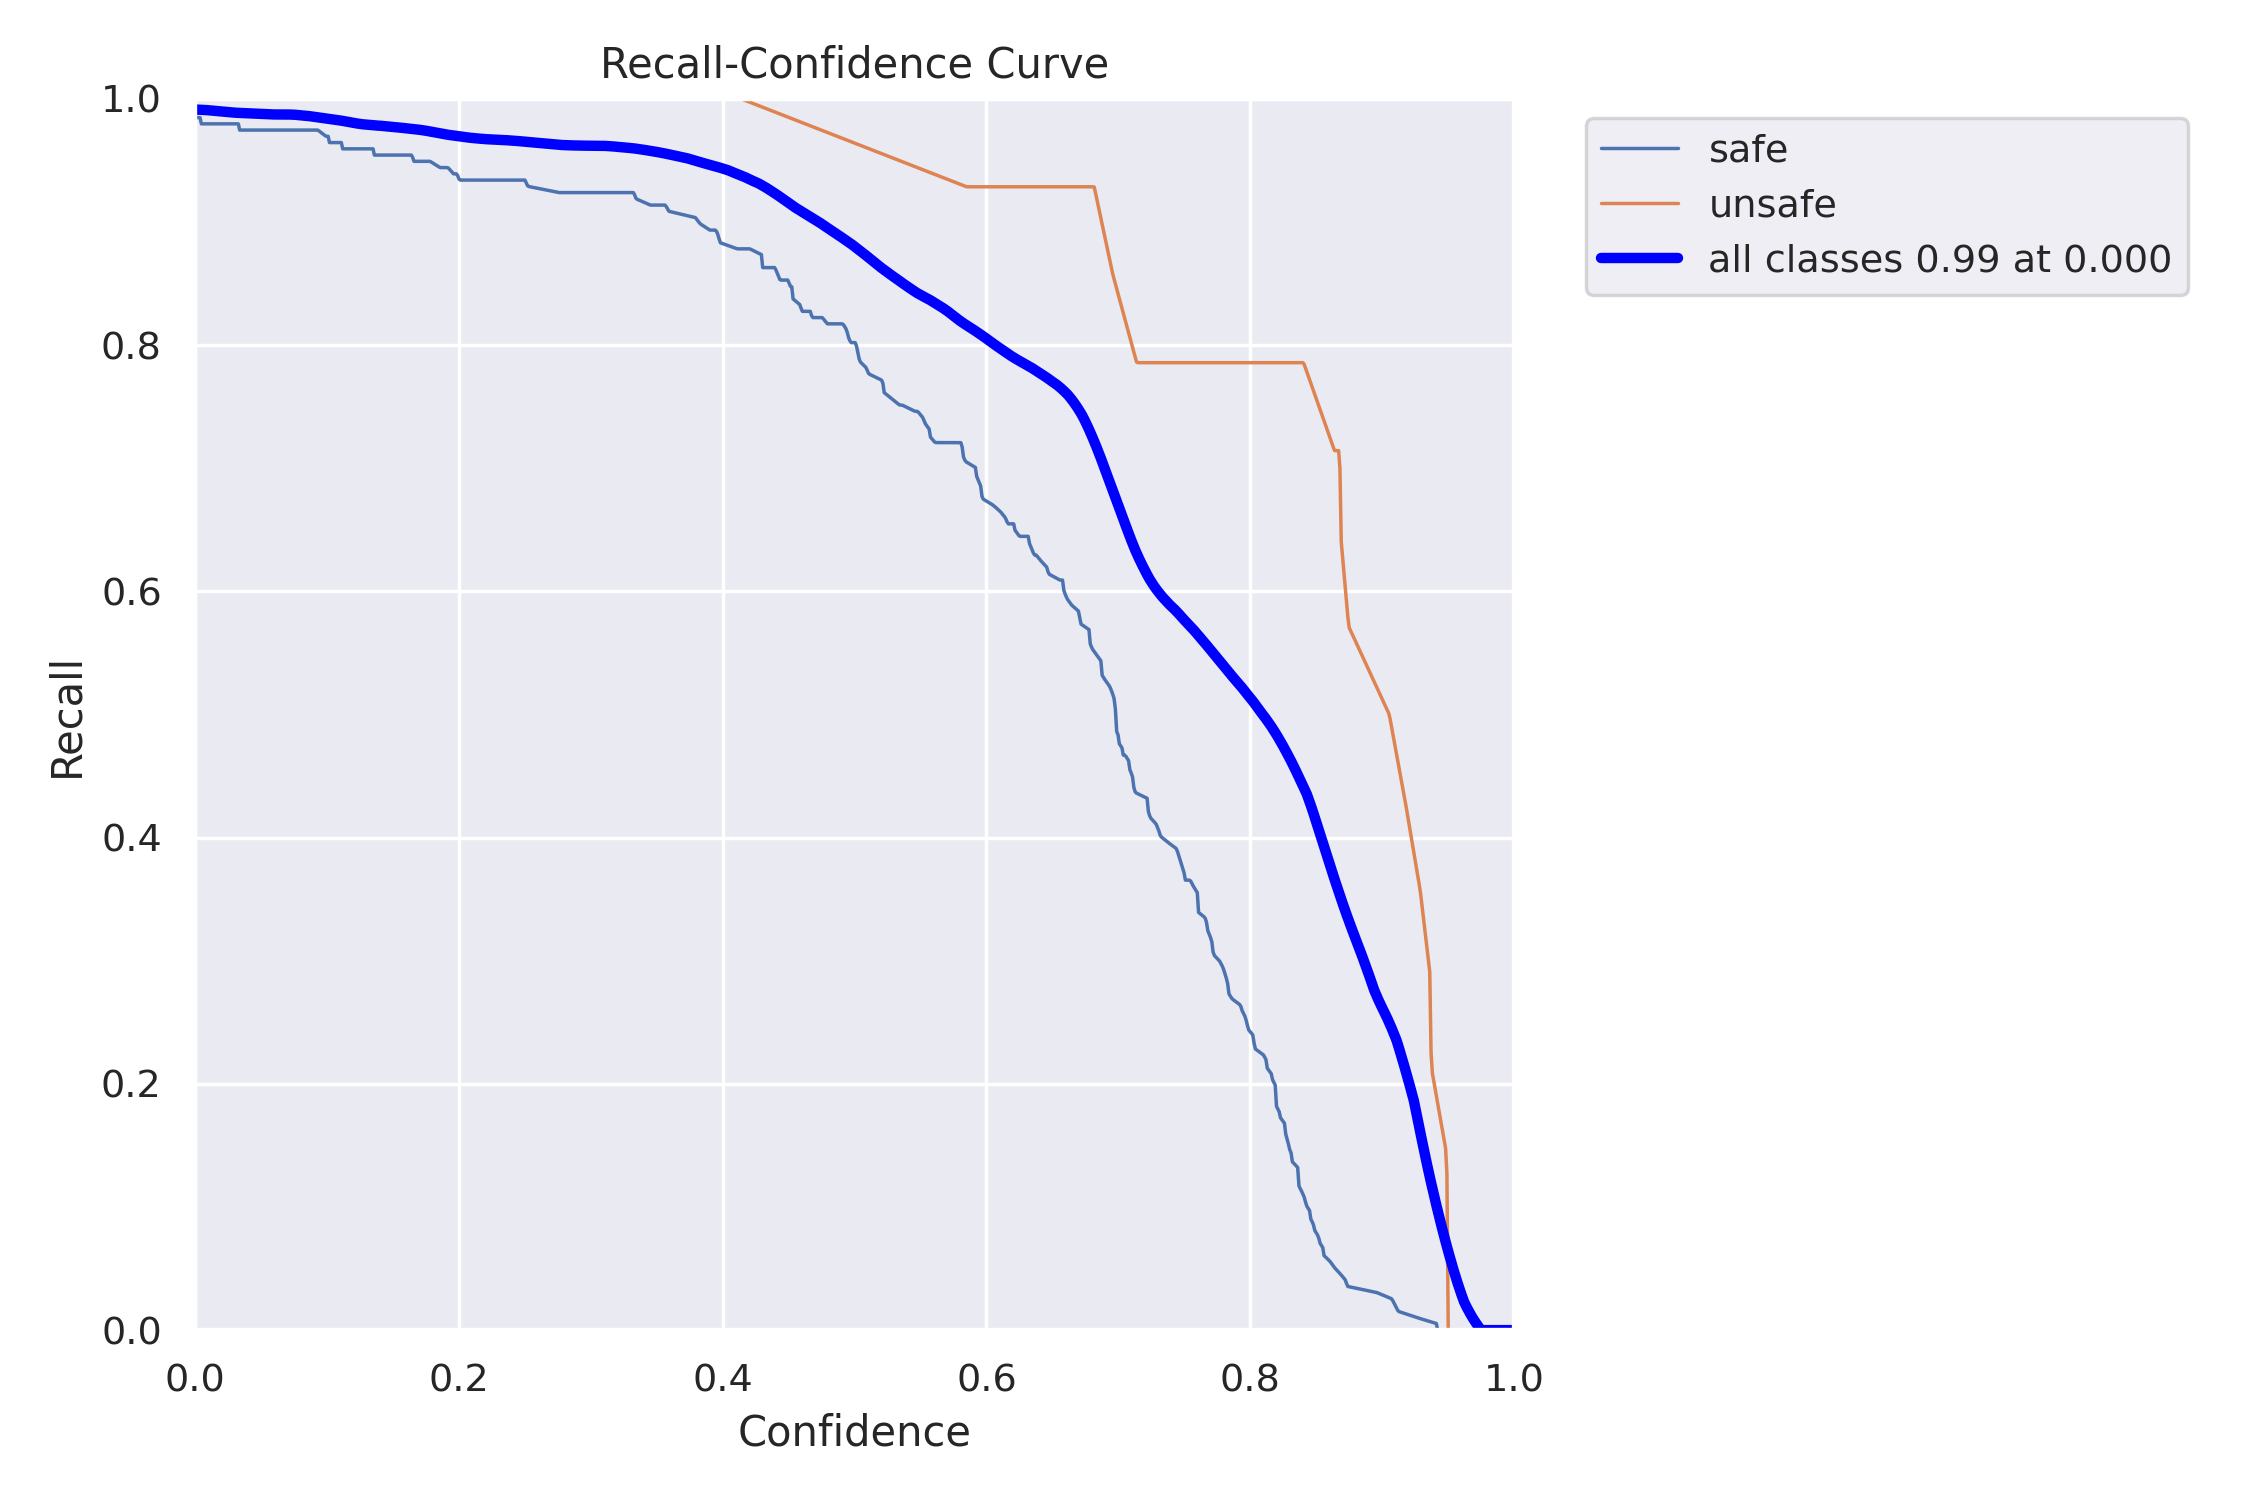 Recall-Confidence Curve
1.0
0.8
0.6
0.4
0.2
0.0
Recall
0.0 0.2 0.4 0.6 0.8 1.0
Confidence
safe
unsafe
all classes 0.99 at 0.000